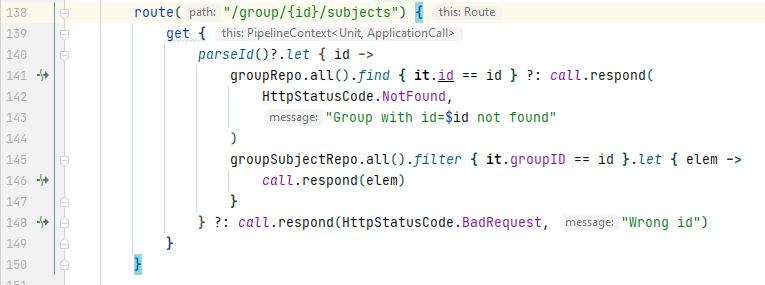 138 route( path: "/group/{id}/subjects") { this: Route
139 get { this: PipelineContext<Unit, ApplicationCall>
140 parseId()?.let { id ->
141 groupRepo.all().find { it.id == id } ?: call.respond(
142 HttpStatusCode.NotFound,
143 message: "Group with id=$id not found"
144 )
145 groupSubjectRepo.all().filter { it.groupID == id }.let { elem ->
146 call.respond(elem)
147 }
148 } ?: call.respond(HttpStatusCode.BadRequest, message: "Wrong id")
149 }
150 }
151